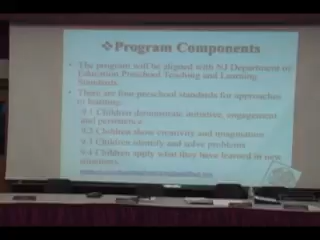 ❖Program Components
• The program will be aligned with NJ Department of
Education Preschool Teaching and Learning
Standards.
• There are four preschool standards for approaches
to learning:
9.1 Children demonstrate initiative, engagement
and persistence
9.2 Children show creativity and imagination
9.3 Children identify and solve problems
9.4 Children apply what they have learned in new
situations.